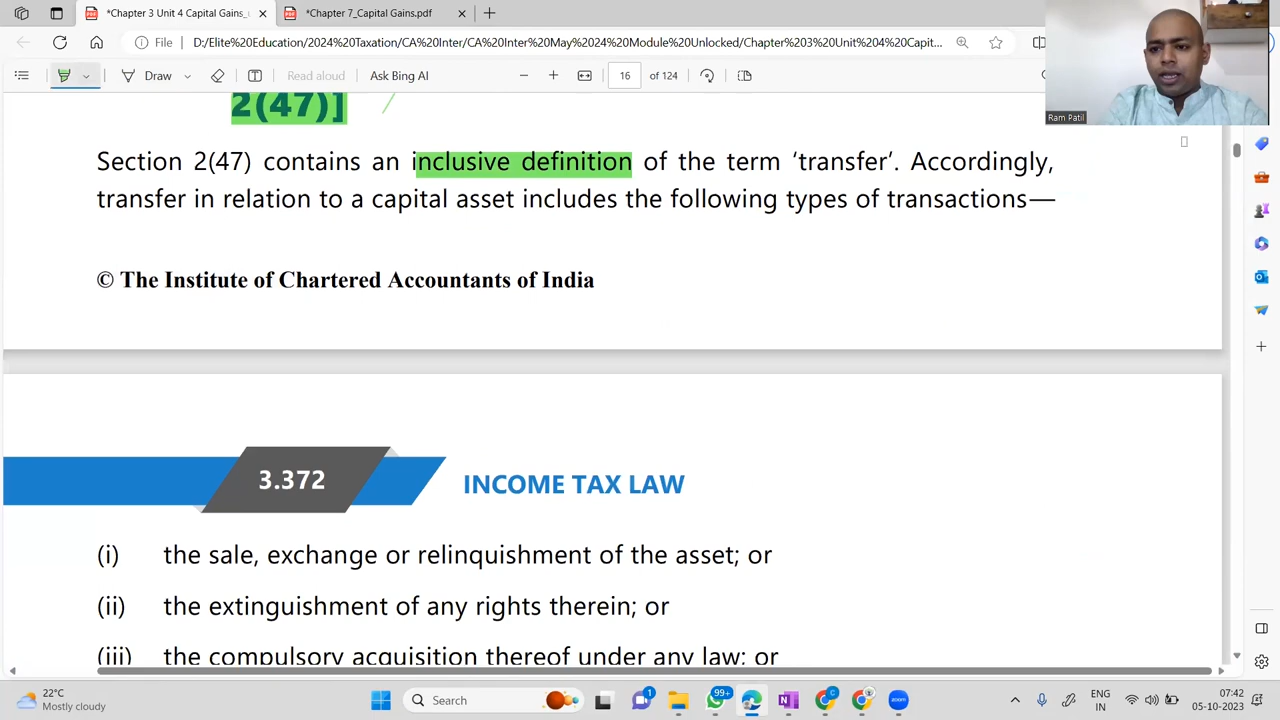 *Chapter 3 Unit 4 Capital Gains_
*Chapter 7_Capital Gains.pdf
File
D:/Elite%20Education/2024%20Taxation/CA%20Inter/CA%20Inter%20May%2024%20Module%20Unlocked/Chapter%203%20Unit%204%20Capit...
Draw
Read aloud
Ask Bing AI
16 of 124
Ram Patil
2(47)]
Section 2(47) contains an inclusive definition of the term ‘transfer’. Accordingly,
transfer in relation to a capital asset includes the following types of transactions—
© The Institute of Chartered Accountants of India
3.372
INCOME TAX LAW
(i) the sale, exchange or relinquishment of the asset; or
(ii) the extinguishment of any rights therein; or
(iii) the compulsory acquisition thereof under any law; or
22°C
Mostly cloudy
Search
1
99+
ENG
IN
07:42
05-10-2023